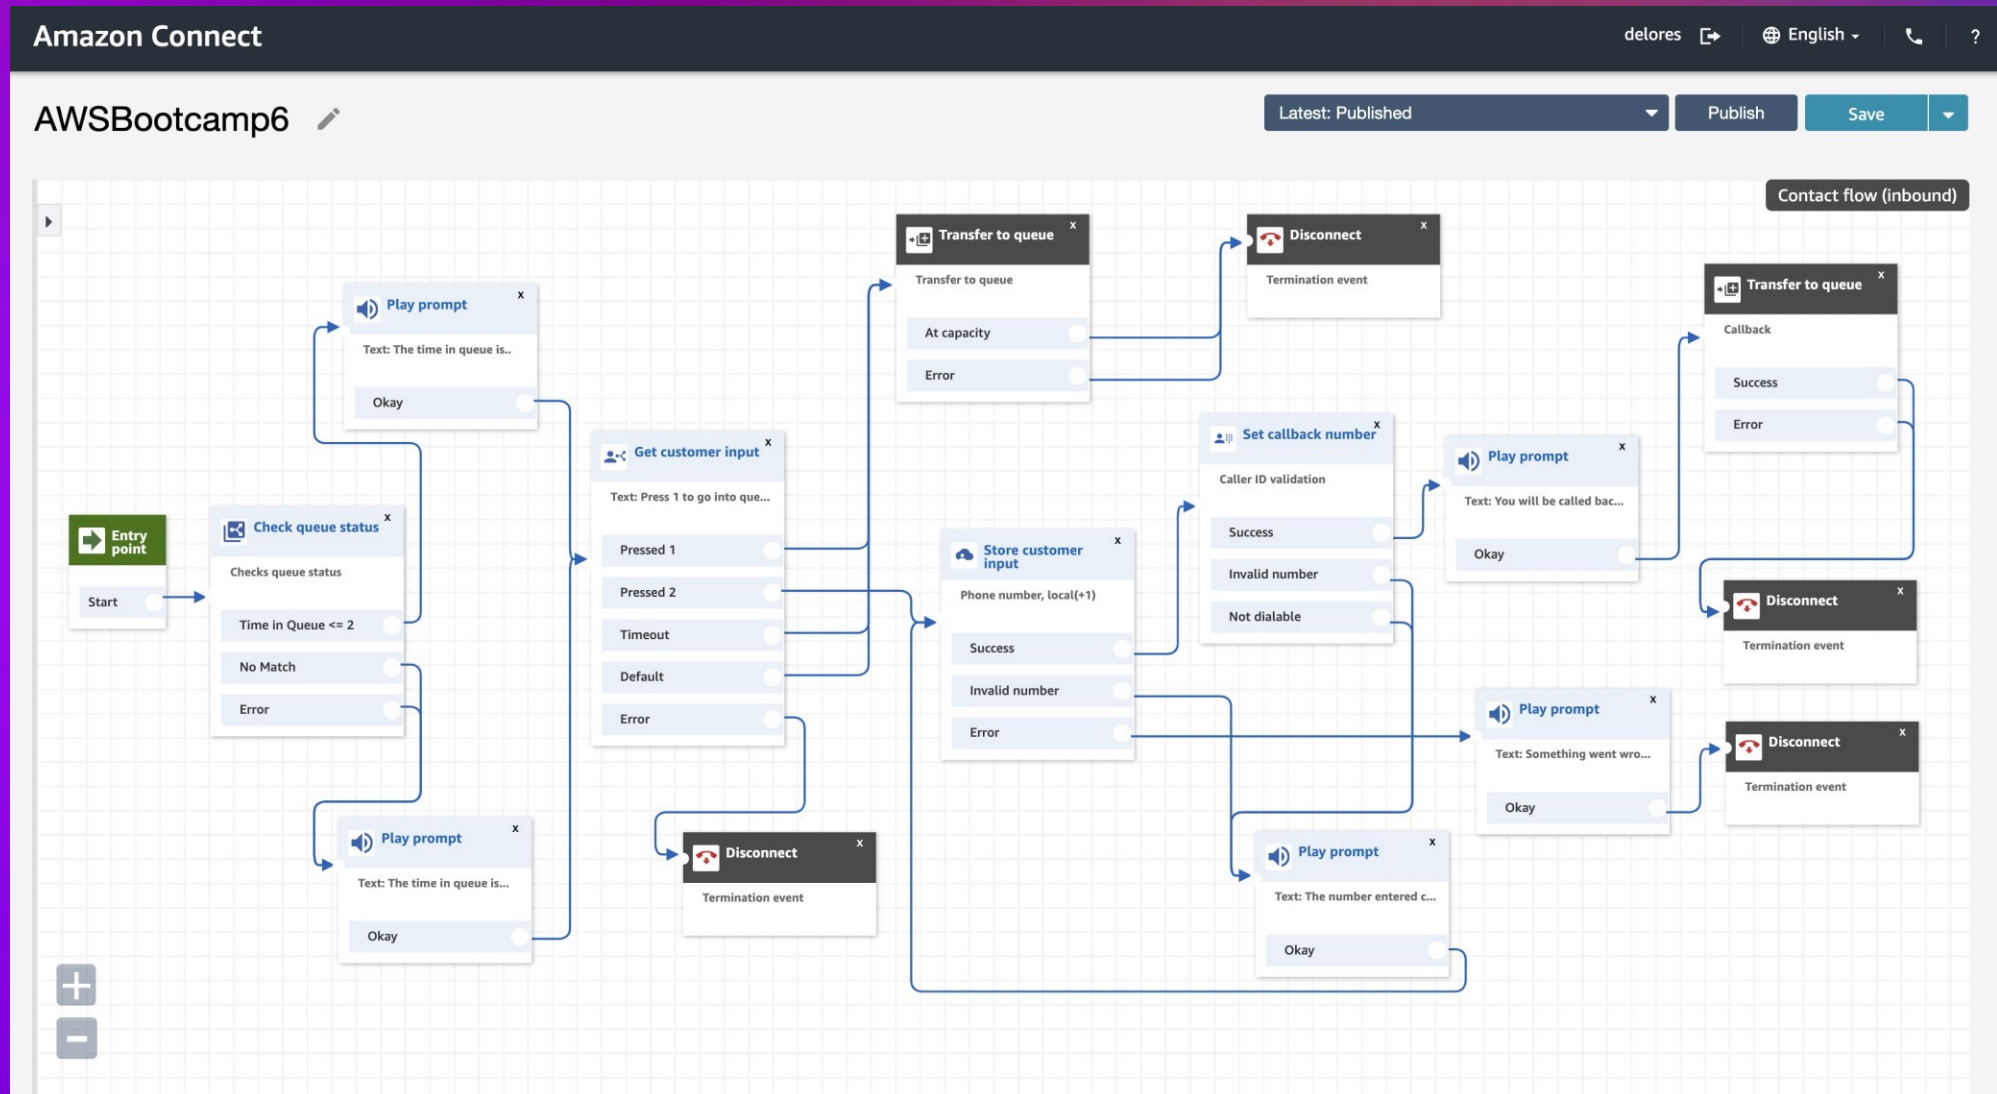 Amazon Connect
delores
English
?
AWSBootcamp6
Latest: Published
Publish
Save
Contact flow (inbound)
Entry
point
Start
Check queue status
x
Checks queue status
Time in Queue <= 2
No Match
Error
Play prompt
x
Text: The time in queue is..
Okay
Play prompt
x
Text: The time in queue is...
Okay
Get customer input
x
Text: Press 1 to go into que...
Pressed 1
Pressed 2
Timeout
Default
Error
Disconnect
x
Termination event
Transfer to queue
x
Transfer to queue
At capacity
Error
Disconnect
x
Termination event
Store customer
input
x
Phone number, local(+1)
Success
Invalid number
Error
Set callback number
x
Caller ID validation
Success
Invalid number
Not dialable
Play prompt
x
Text: You will be called bac...
Okay
Transfer to queue
x
Callback
Success
Error
Disconnect
x
Termination event
Play prompt
x
Text: Something went wro...
Okay
Disconnect
x
Termination event
Play prompt
x
Text: The number entered c...
Okay